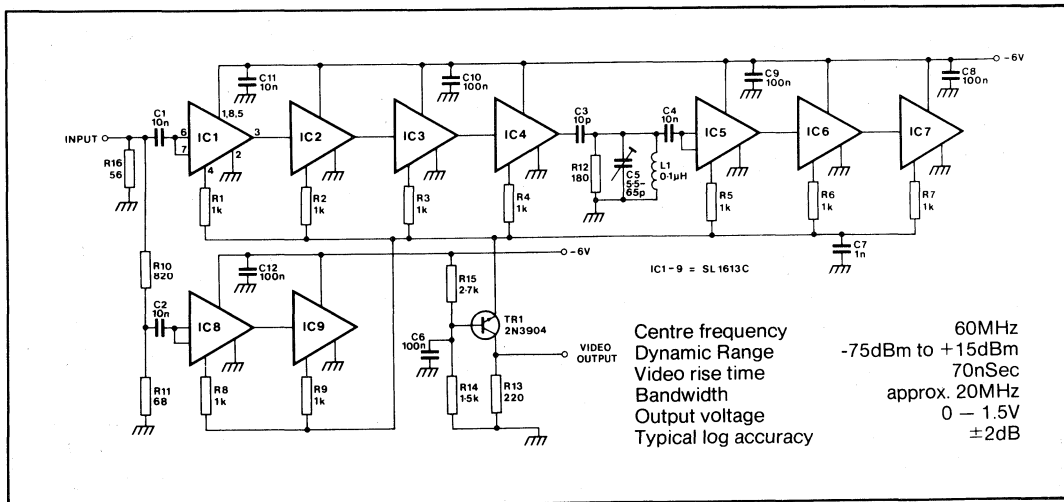 -6V
C11
10n
C10
100n
C9
100n
C8
100n
C1
10n
1,8,5
INPUT
6
7
IC1
3
2
4
IC2
IC3
IC4
C3
10p
C4
10n
IC5
IC6
IC7
R16
56
R12
180
C5
5·5-
65p
L1
0·1µH
R1
1k
R2
1k
R3
1k
R4
1k
R5
1k
R6
1k
R7
1k
C7
1n
IC1-9 = SL1613C
R10
820
C12
100n
-6V
R15
2·7k
C2
10n
IC8
IC9
TR1
2N3904
C6
100n
VIDEO
OUTPUT
R11
68
R8
1k
R9
1k
R14
1·5k
R13
220
Centre frequency 60MHz
Dynamic Range -75dBm to +15dBm
Video rise time 70nSec
Bandwidth approx. 20MHz
Output voltage 0 – 1.5V
Typical log accuracy ±2dB